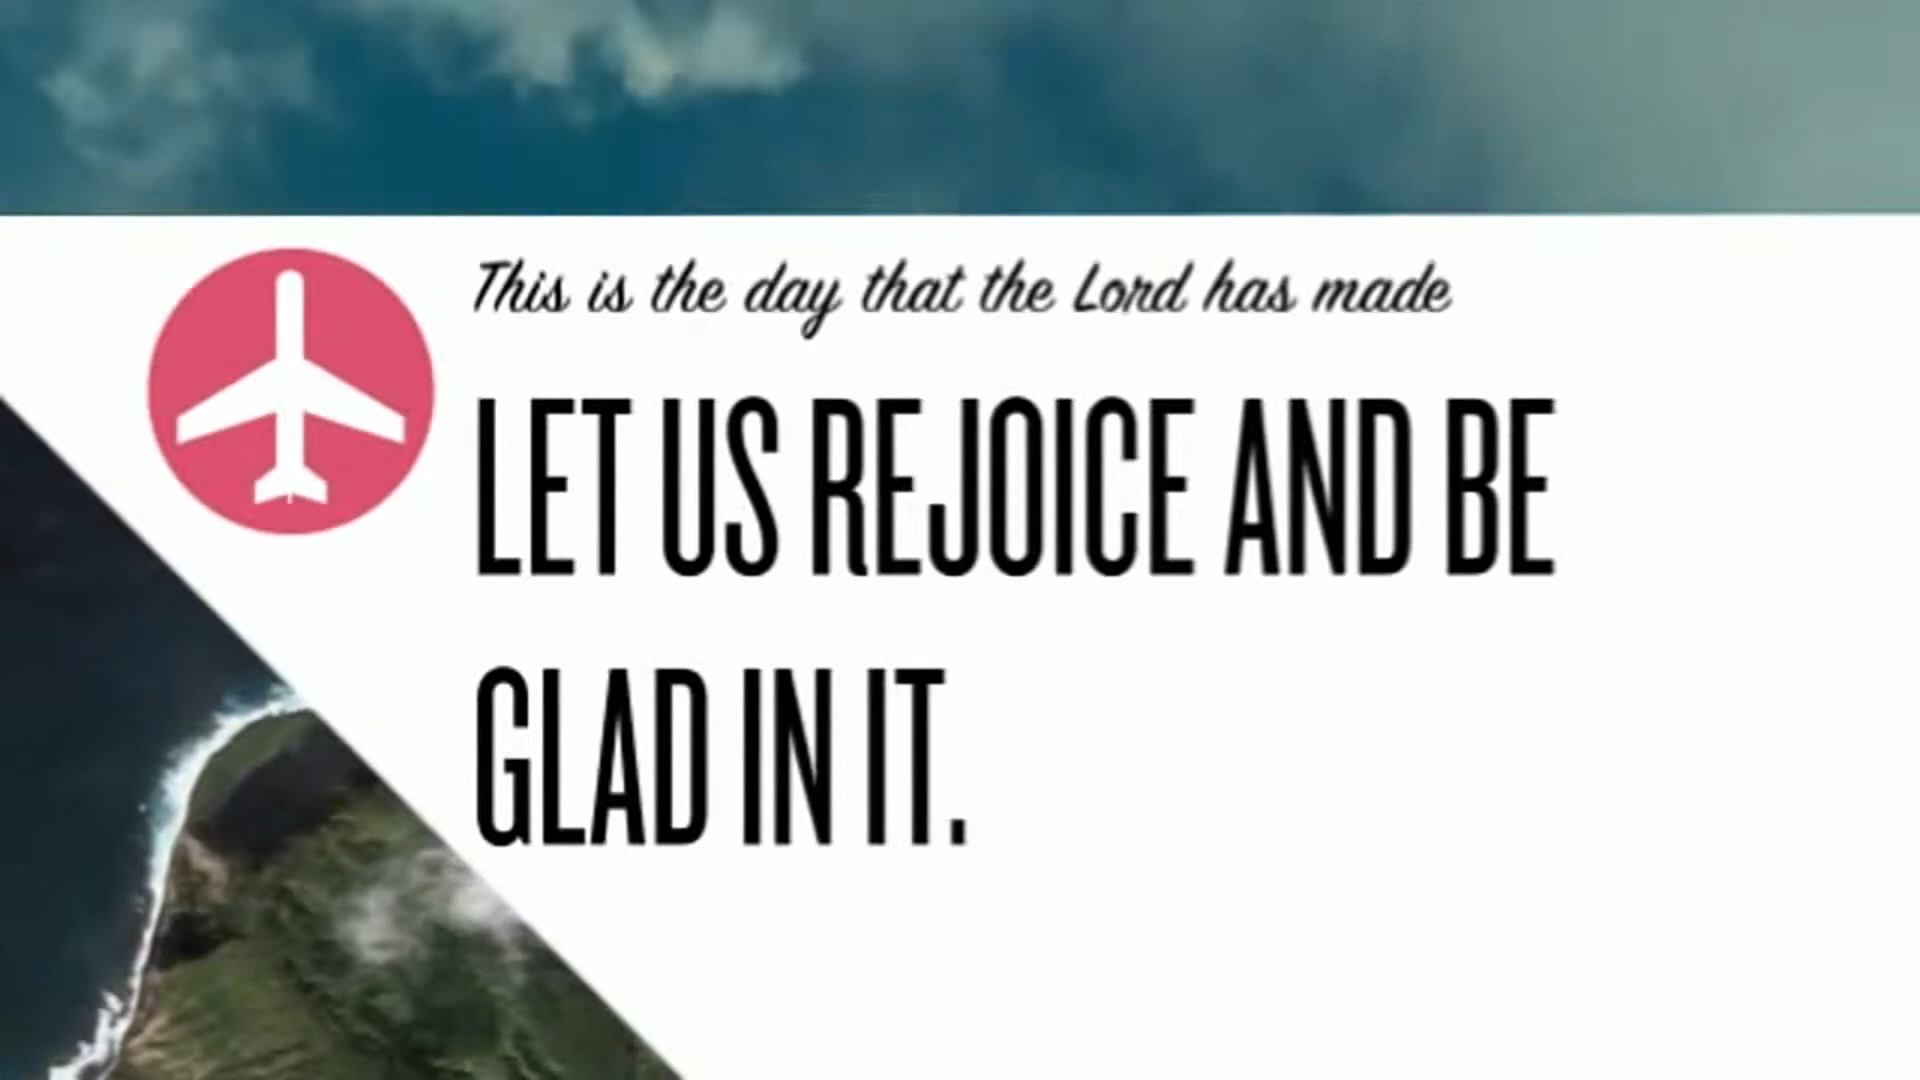 This is the day that the Lord has made
LET US REJOICE AND BE
GLAD IN IT.